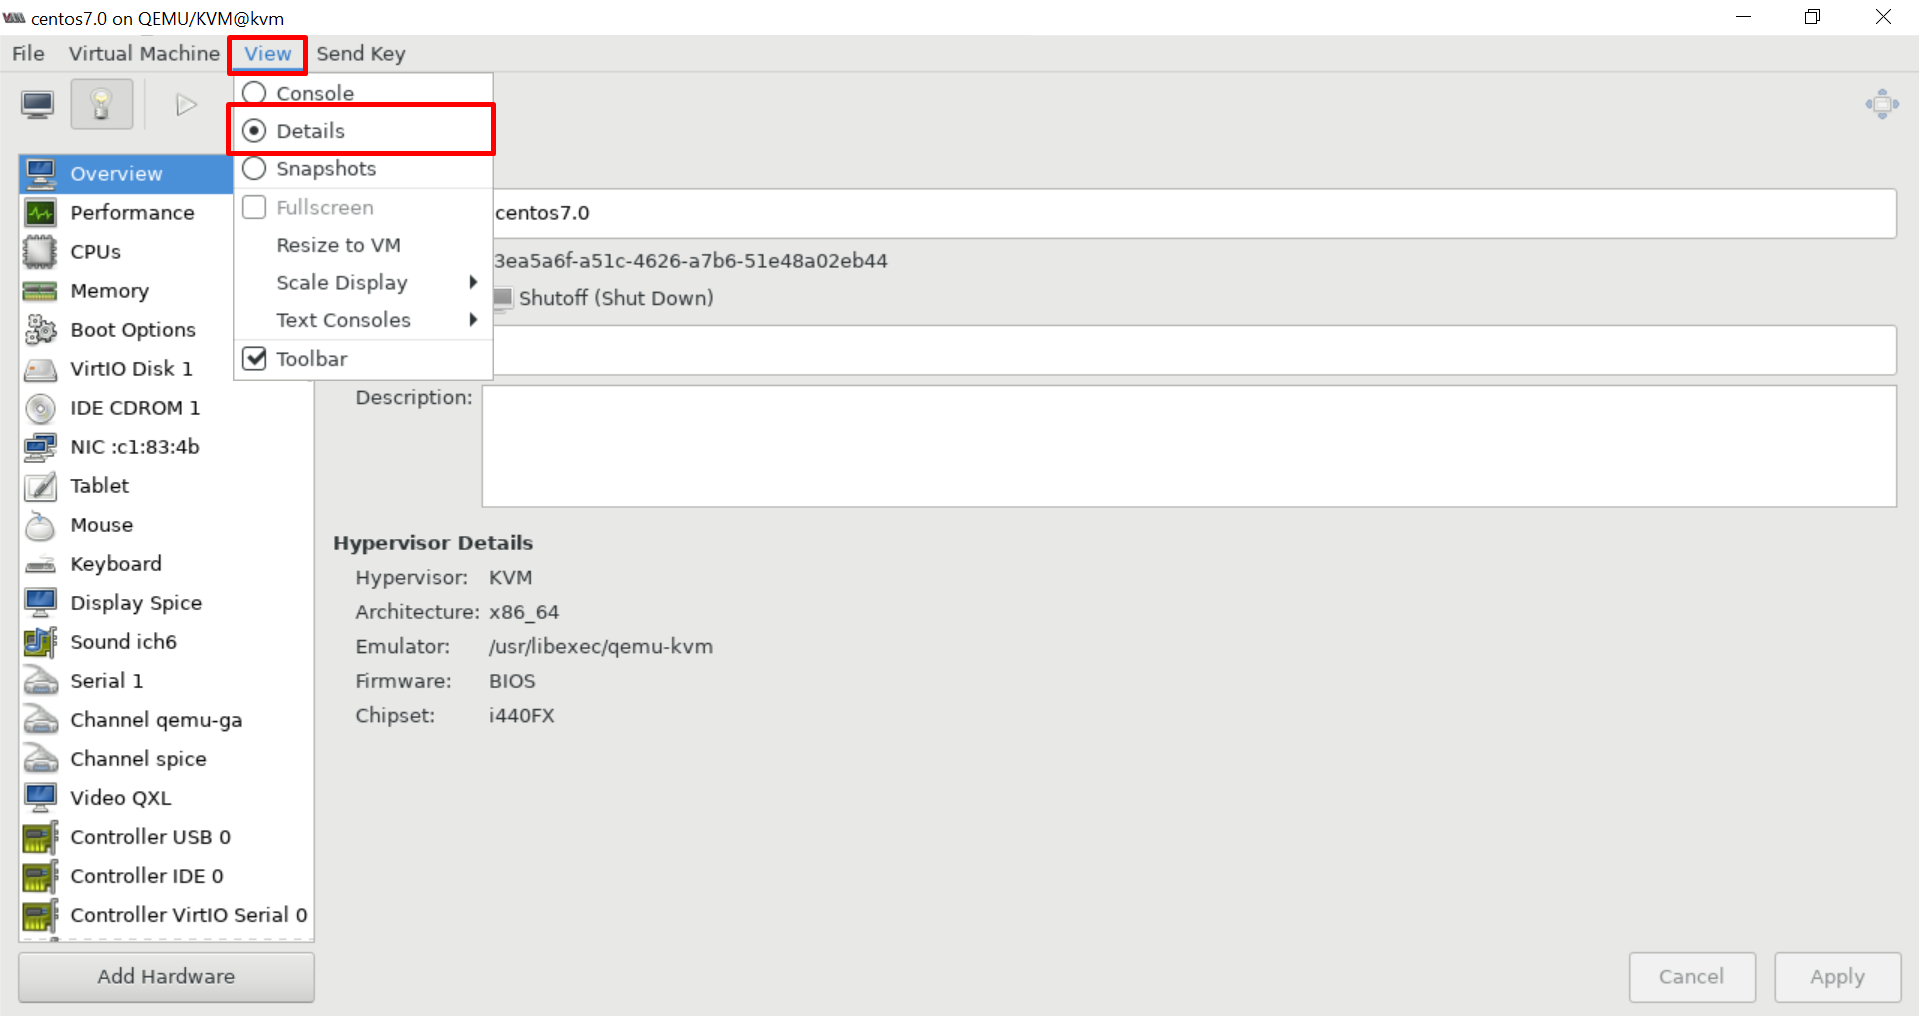 centos7.0 on QEMU/KVM@kvm
File Virtual Machine View Send Key
Console
Details
Snapshots
Fullscreen
Resize to VM
Scale Display
Text Consoles
Toolbar
Overview
Performance
CPUs
Memory
Boot Options
VirtIO Disk 1
IDE CDROM 1
NIC :c1:83:4b
Tablet
Mouse
Keyboard
Display Spice
Sound ich6
Serial 1
Channel qemu-ga
Channel spice
Video QXL
Controller USB 0
Controller IDE 0
Controller VirtIO Serial 0
Add Hardware
centos7.0
3ea5a6f-a51c-4626-a7b6-51e48a02eb44
Shutoff (Shut Down)
Description:
Hypervisor Details
Hypervisor: KVM
Architecture: x86_64
Emulator: /usr/libexec/qemu-kvm
Firmware: BIOS
Chipset: i440FX
Cancel Apply